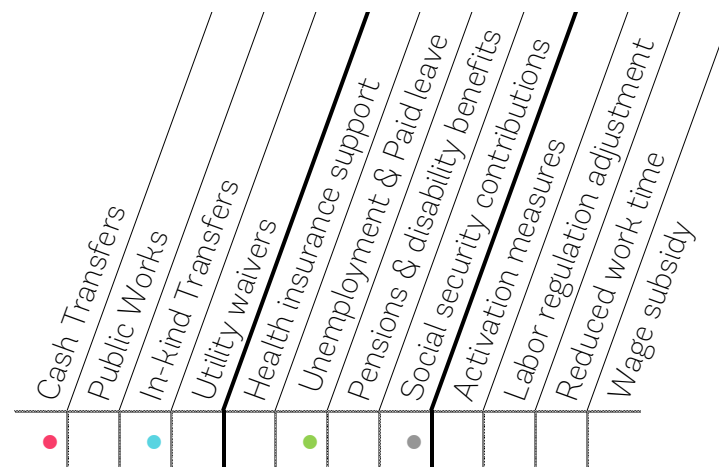 Cash Transfers
Public Works
In-kind Transfers
Utility waivers
Health insurance support
Unemployment & Paid leave
Pensions & disability benefits
Social security contributions
Activation measures
Labor regulation adjustment
Reduced work time
Wage subsidy